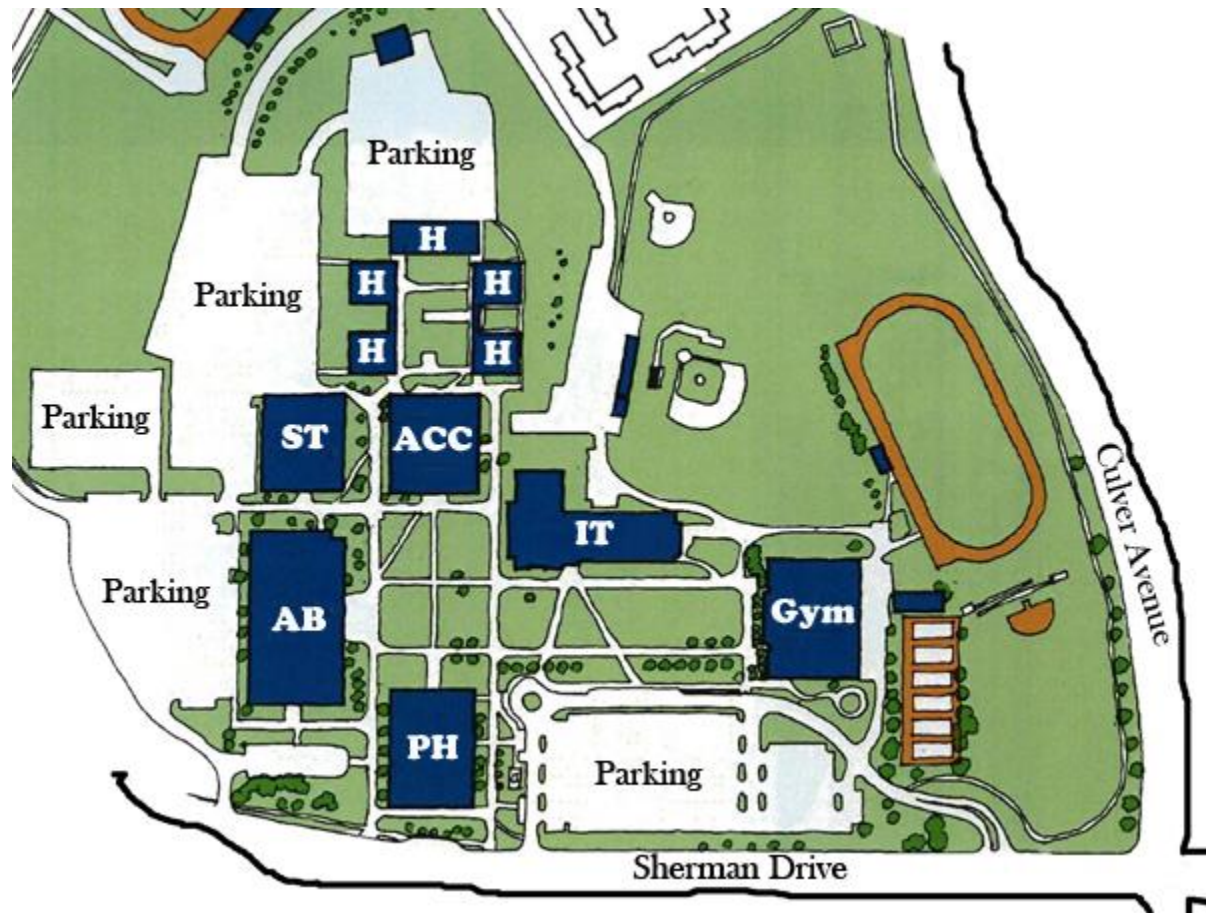 Parking
H
H
H
Parking
H
H
Parking
ST
ACC
IT
Culver Avenue
Parking
AB
Gym
PH
Parking
Sherman Drive